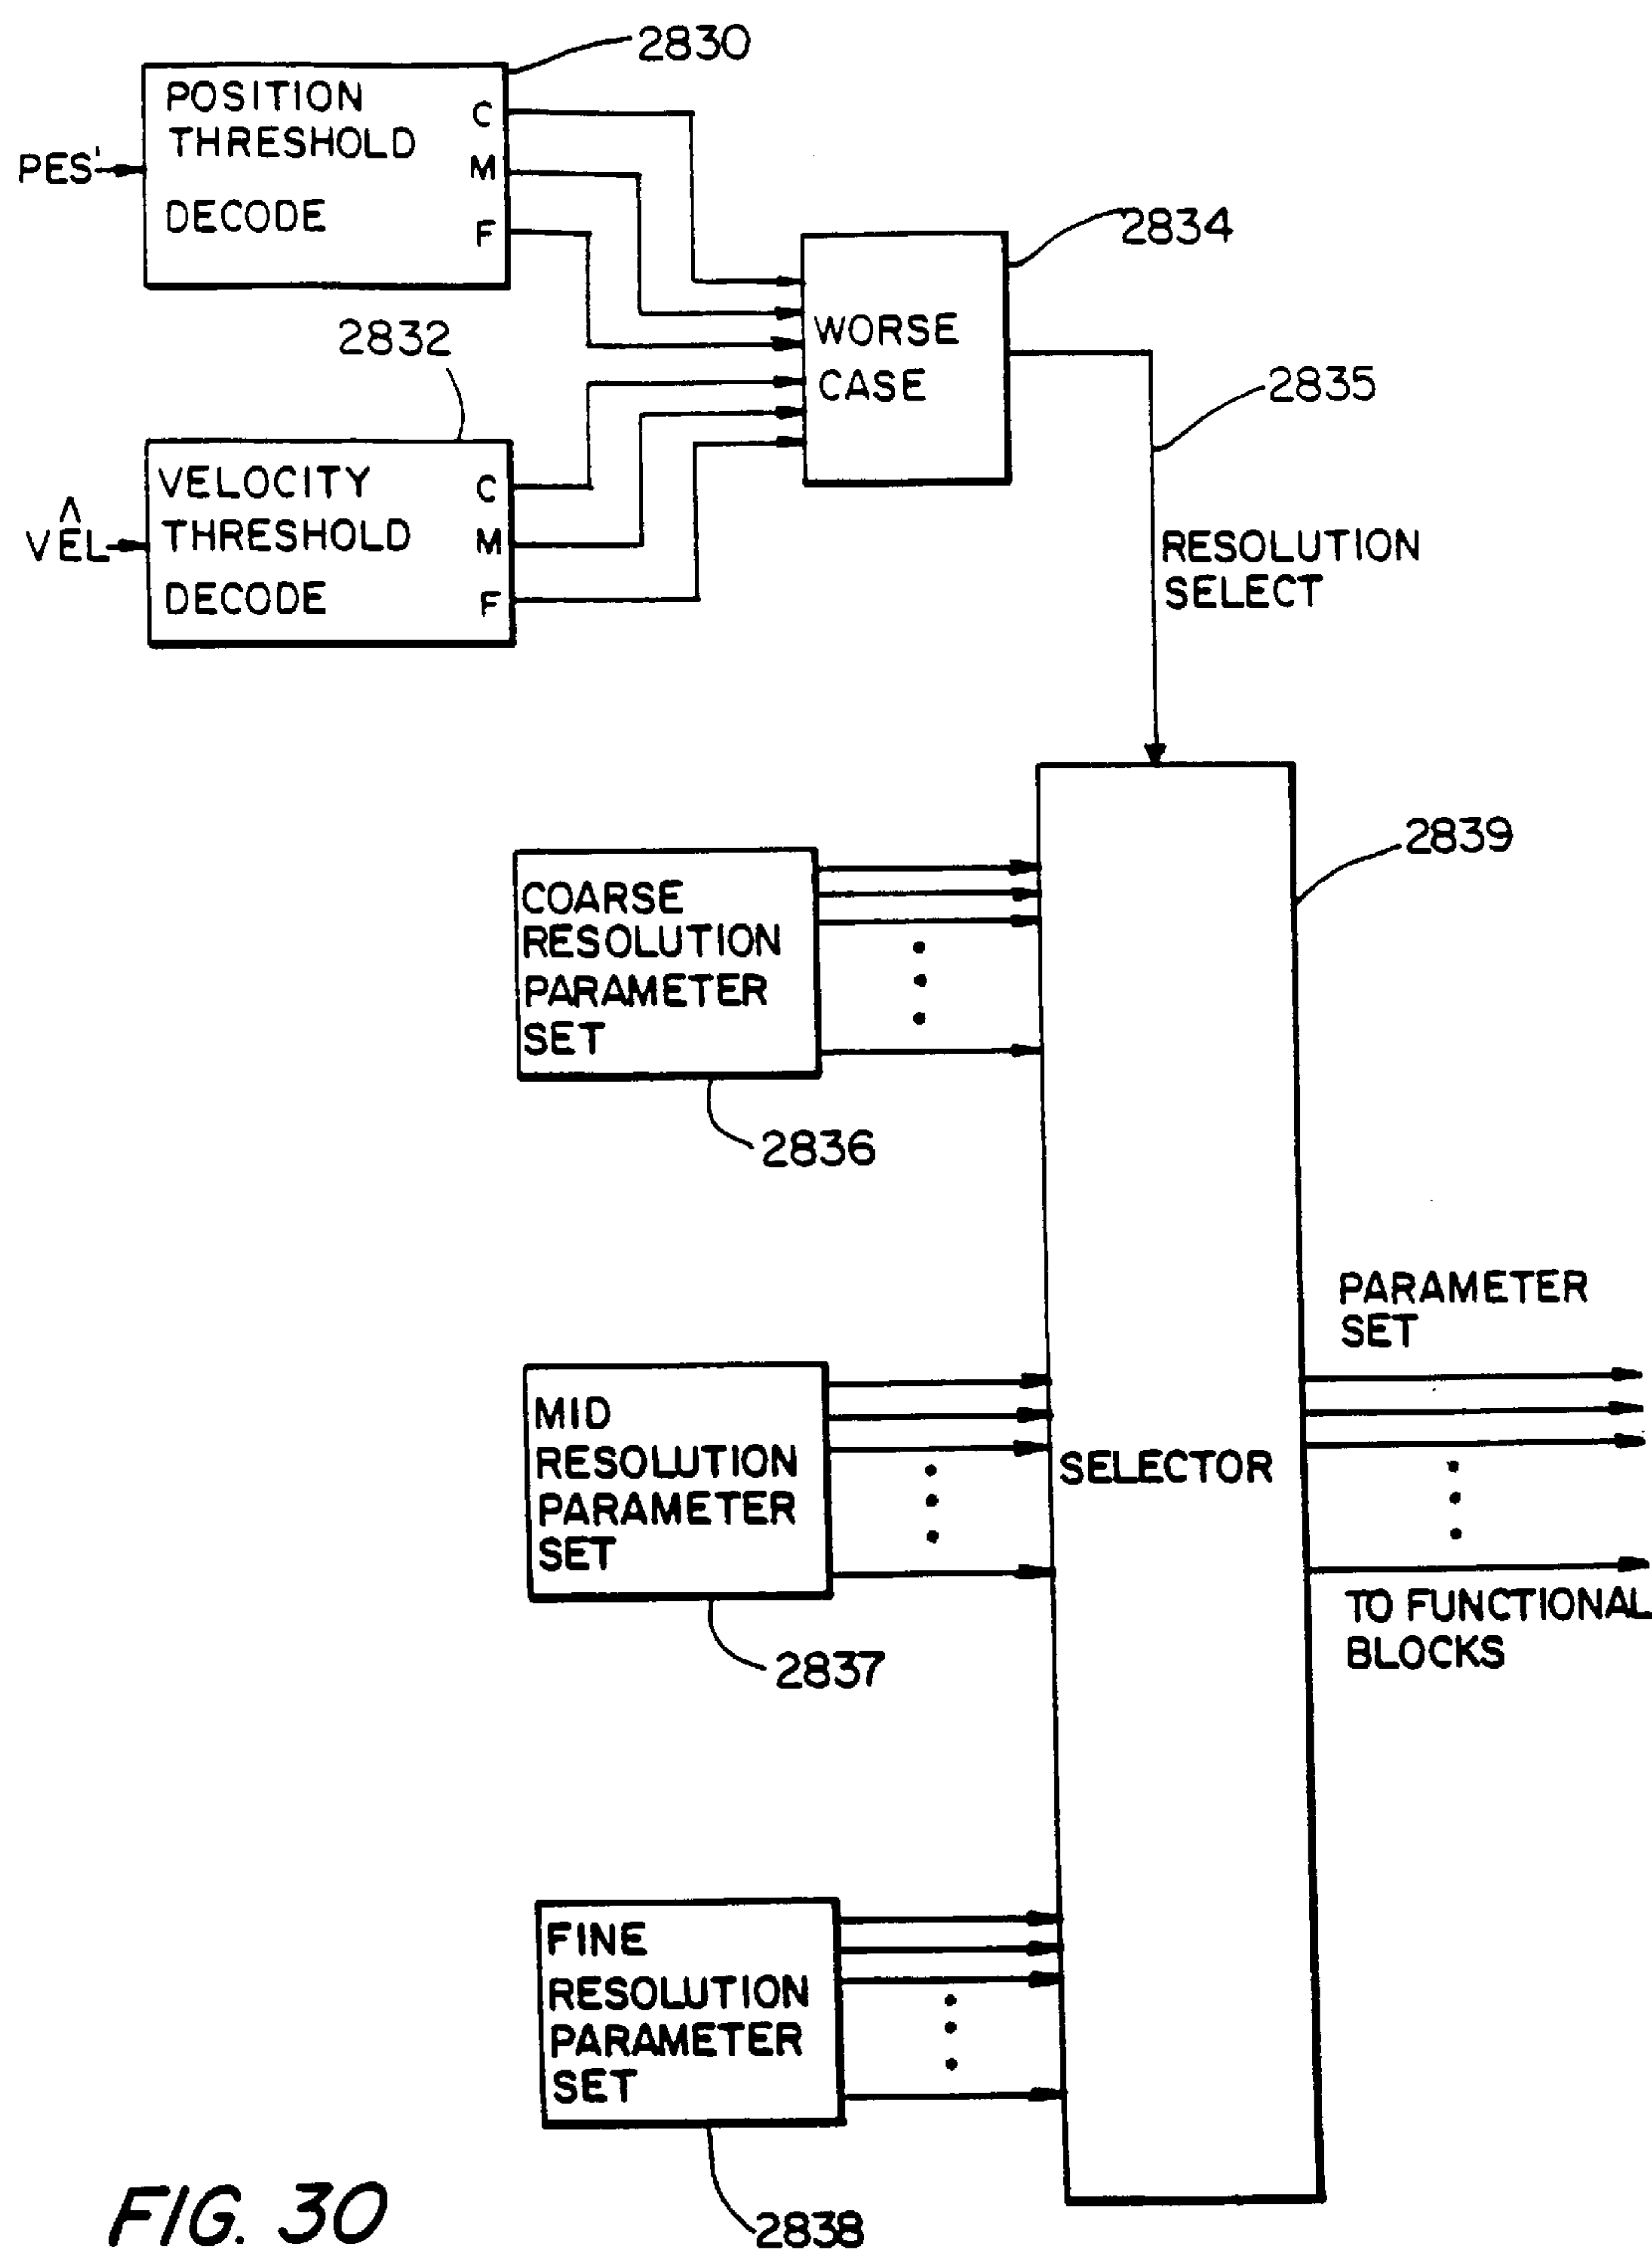 2830
POSITION
THRESHOLD
DECODE
C
M
F
PES'
2834
WORSE
CASE
2832
VELOCITY
THRESHOLD
DECODE
C
M
F
VÊL
2835
RESOLUTION
SELECT
2839
COARSE
RESOLUTION
PARAMETER
SET
2836
PARAMETER
SET
MID
RESOLUTION
PARAMETER
SET
SELECTOR
2837
TO FUNCTIONAL
BLOCKS
FINE
RESOLUTION
PARAMETER
SET
2838
FIG. 30